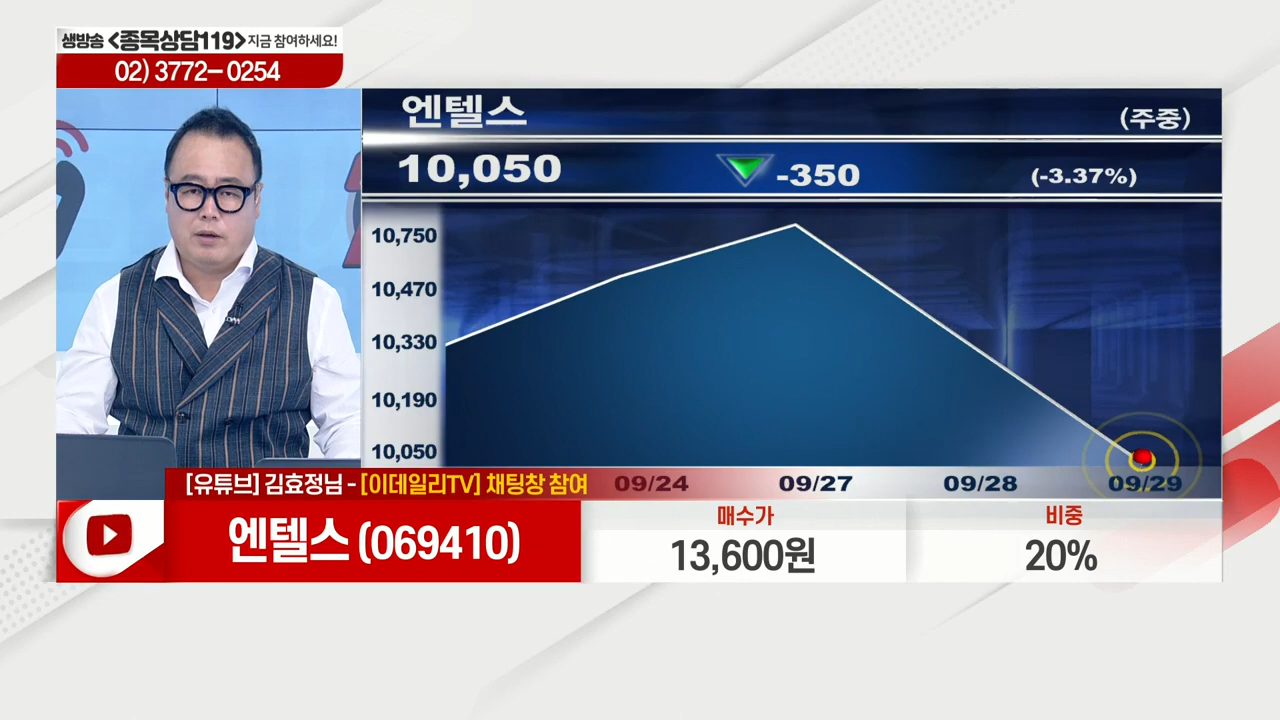 생방송 <종목상담119> 지금 참여하세요!
02) 3772-0254
엔텔스
(주중)
10,050 -350 (-3.37%)
10,750
10,470
10,330
10,190
10,050
09/24 09/27 09/28 09/29
[유튜브] 김효정님 - [이데일리TV] 채팅창 참여
엔텔스 (069410)
매수가
13,600원
비중
20%